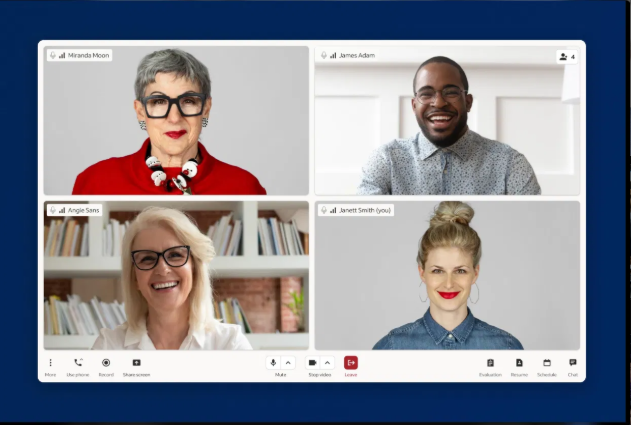 Miranda Moon
James Adam
4
Angie Sans
Janett Smith (you)
More
Use phone
Record
Share screen
Mute
Stop video
Leave
Evaluation
Resume
Schedule
Chat